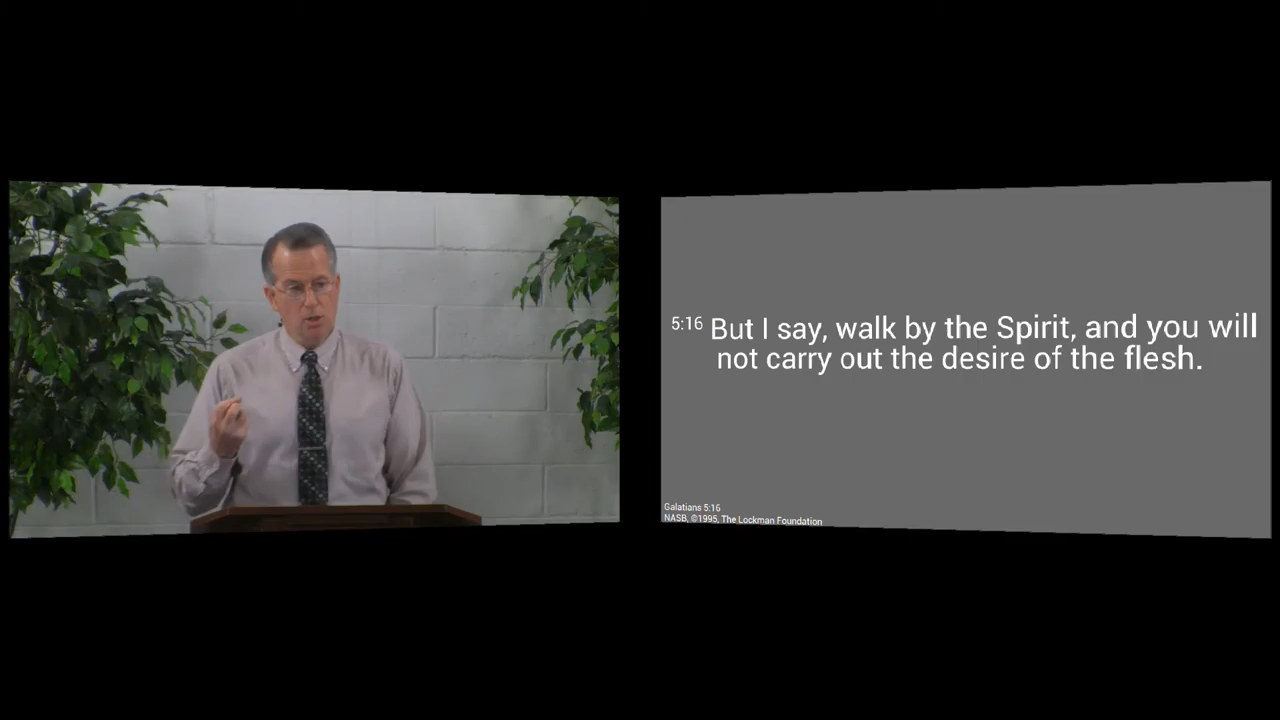 5:16 But I say, walk by the Spirit, and you will
not carry out the desire of the flesh.
Galatians 5:16
NASB, ©1995, The Lockman Foundation